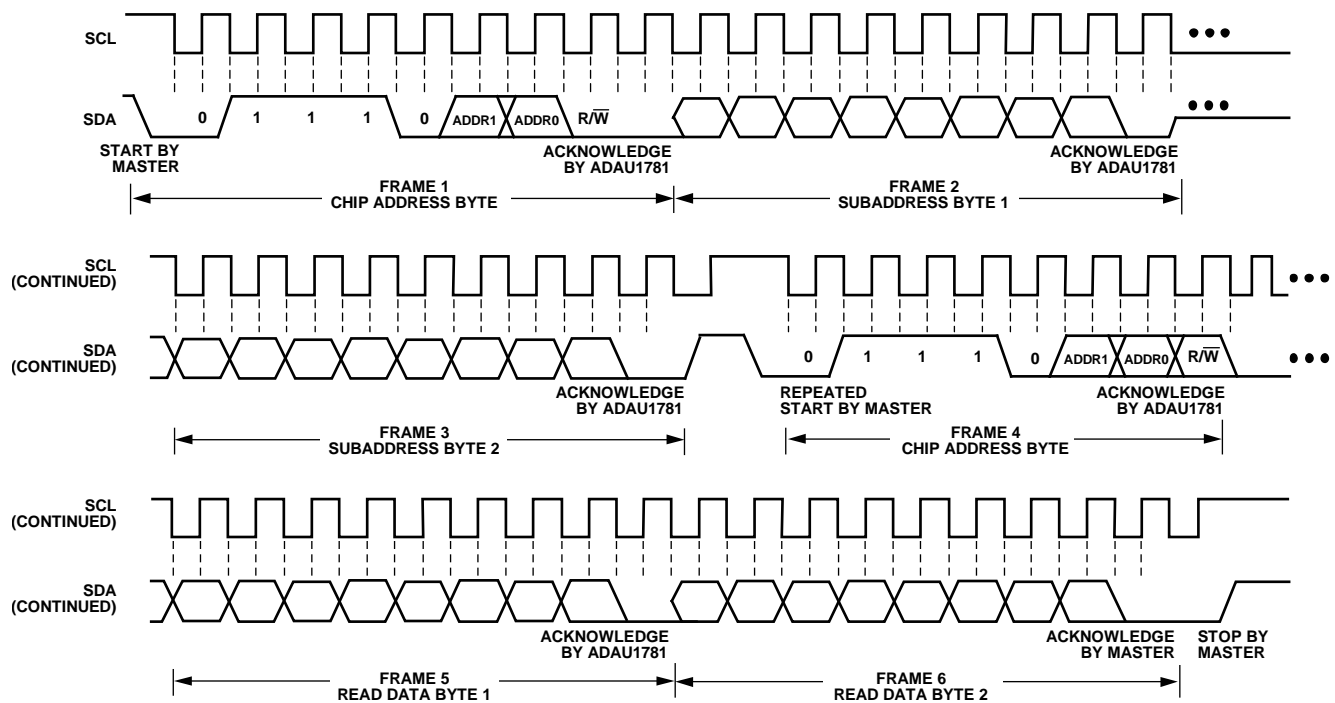 SCL
SDA
0 1 1 1 0 ADDR1 ADDR0 R/W̅
START BY
MASTER
ACKNOWLEDGE
BY ADAU1781
ACKNOWLEDGE
BY ADAU1781
FRAME 1
CHIP ADDRESS BYTE
FRAME 2
SUBADDRESS BYTE 1
SCL
(CONTINUED)
SDA
(CONTINUED)
0 1 1 1 0 ADDR1 ADDR0 R/W̅
ACKNOWLEDGE
BY ADAU1781
REPEATED
START BY MASTER
ACKNOWLEDGE
BY ADAU1781
FRAME 3
SUBADDRESS BYTE 2
FRAME 4
CHIP ADDRESS BYTE
SCL
(CONTINUED)
SDA
(CONTINUED)
ACKNOWLEDGE
BY ADAU1781
ACKNOWLEDGE
BY MASTER
STOP BY
MASTER
FRAME 5
READ DATA BYTE 1
FRAME 6
READ DATA BYTE 2